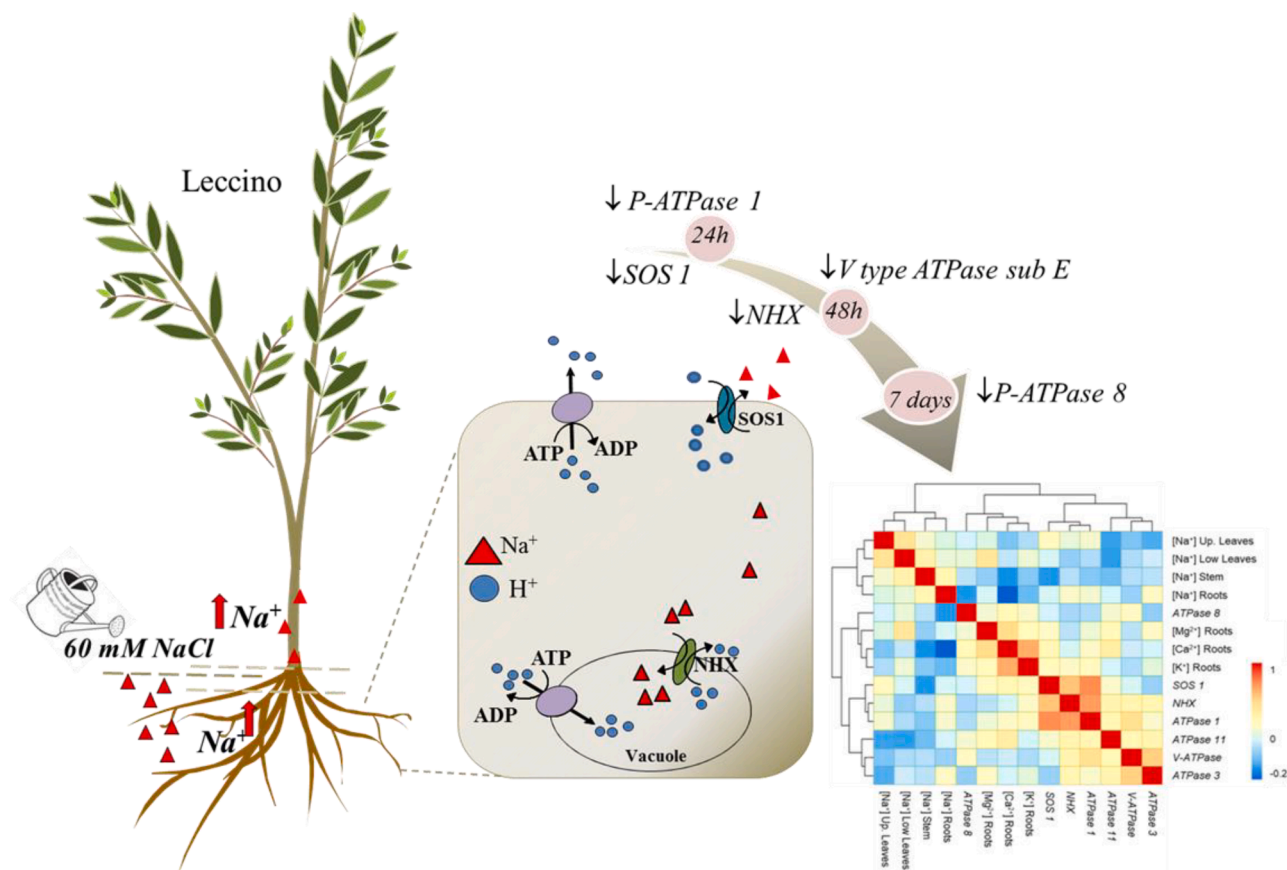 Leccino
↓ P-ATPase 1
24h
↓SOS 1
↓V type ATPase sub E
↓NHX
48h
7 days
↓P-ATPase 8
SOS1
ATP
ADP
Na⁺
H⁺
ATP
NHX
ADP
Vacuole
Na⁺
60 mM NaCl
Na⁺
[Na⁺] Up. Leaves
[Na⁺] Low Leaves
[Na⁺] Stem
[Na⁺] Roots
ATPase 8
[Mg²⁺] Roots
[Ca²⁺] Roots
[K⁺] Roots
SOS 1
NHX
ATPase 1
ATPase 11
V-ATPase
ATPase 3
1
0
-0.2
[Na⁺] Up. Leaves
[Na⁺] Low Leaves
[Na⁺] Stem
[Na⁺] Roots
ATPase 8
[Mg²⁺] Roots
[Ca²⁺] Roots
[K⁺] Roots
SOS 1
NHX
ATPase 1
ATPase 11
V-ATPase
ATPase 3